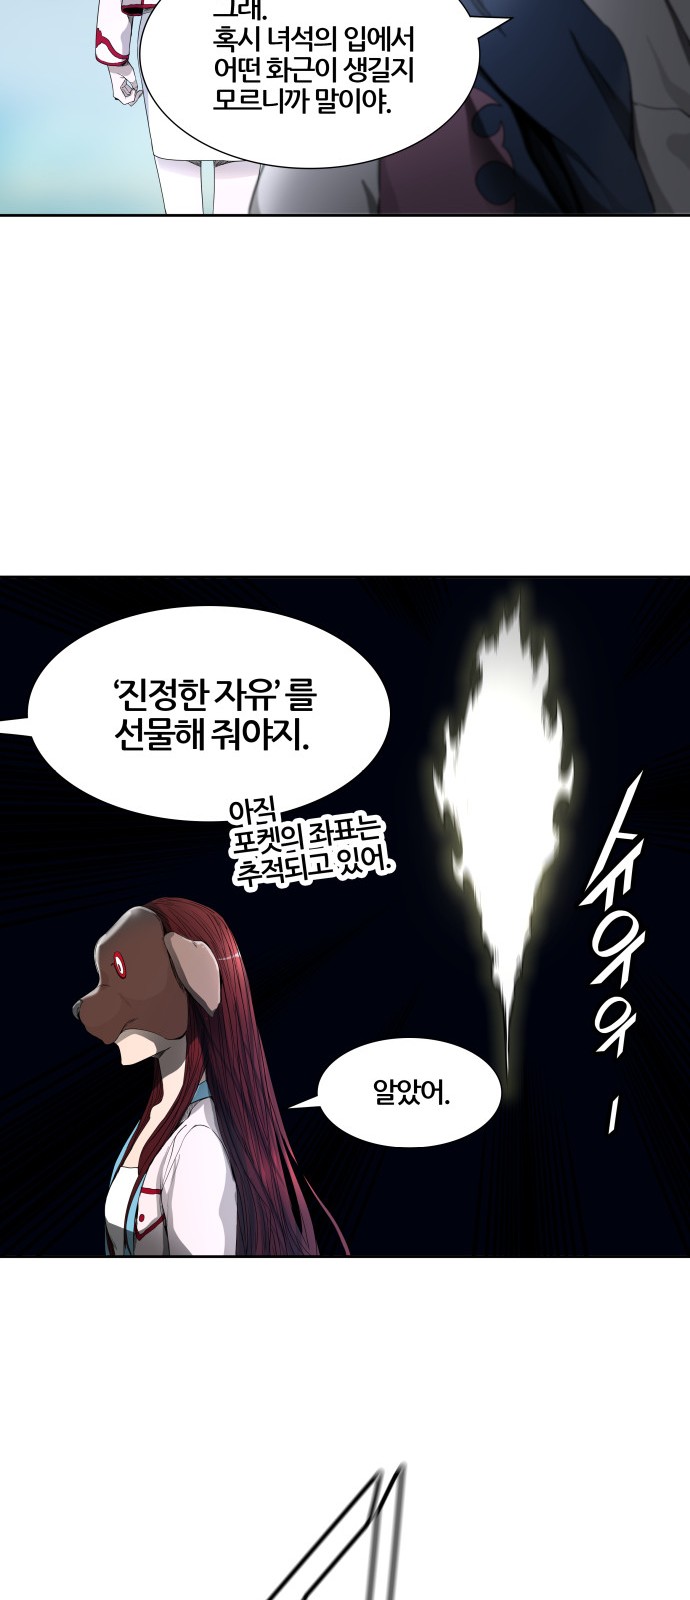 그래.
혹시 녀석의 입에서
어떤 화근이 생길지
모르니까 말이야.
‘진정한 자유’ 를
선물해 줘야지.
아직
포켓의 좌표는
추적되고 있어.
슈우우
알았어.